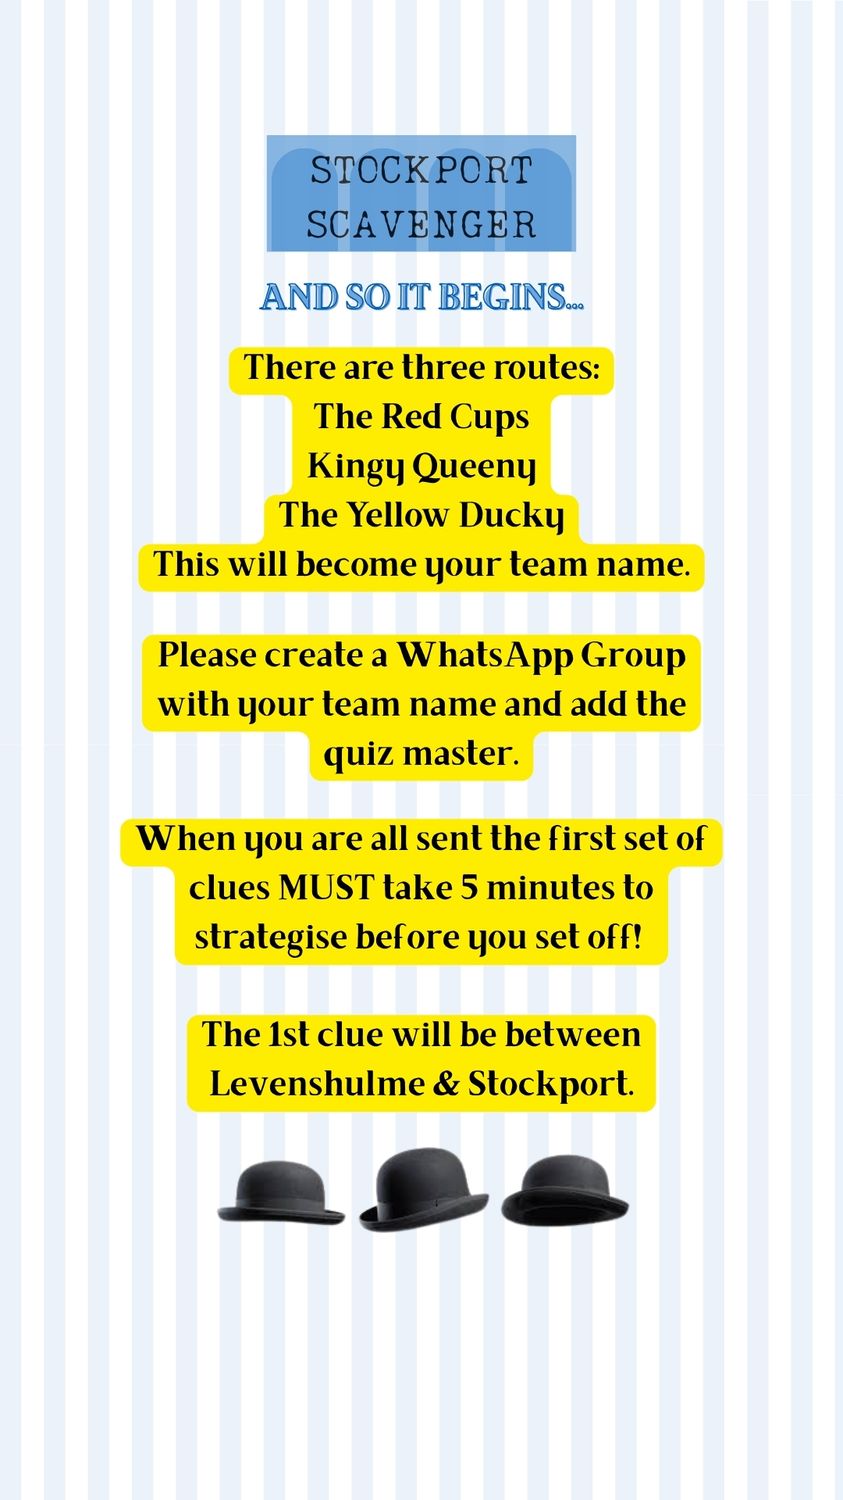 STOCKPORT
SCAVENGER
AND SO IT BEGINS...
There are three routes:
The Red Cups
Kingy Queeny
The Yellow Ducky
This will become your team name.
Please create a WhatsApp Group
with your team name and add the
quiz master.
When you are all sent the first set of
clues MUST take 5 minutes to
strategise before you set off!
The 1st clue will be between
Levenshulme & Stockport.